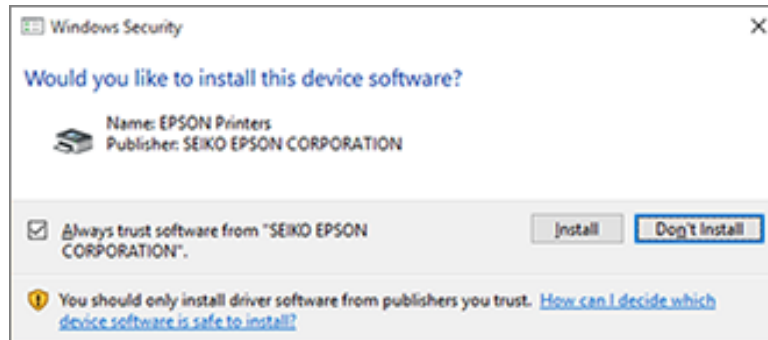 Windows Security
Would you like to install this device software?
Name: EPSON Printers
Publisher: SEIKO EPSON CORPORATION
Always trust software from "SEIKO EPSON
CORPORATION".
Install
Don't Install
You should only install driver software from publishers you trust. How can I decide which
device software is safe to install?